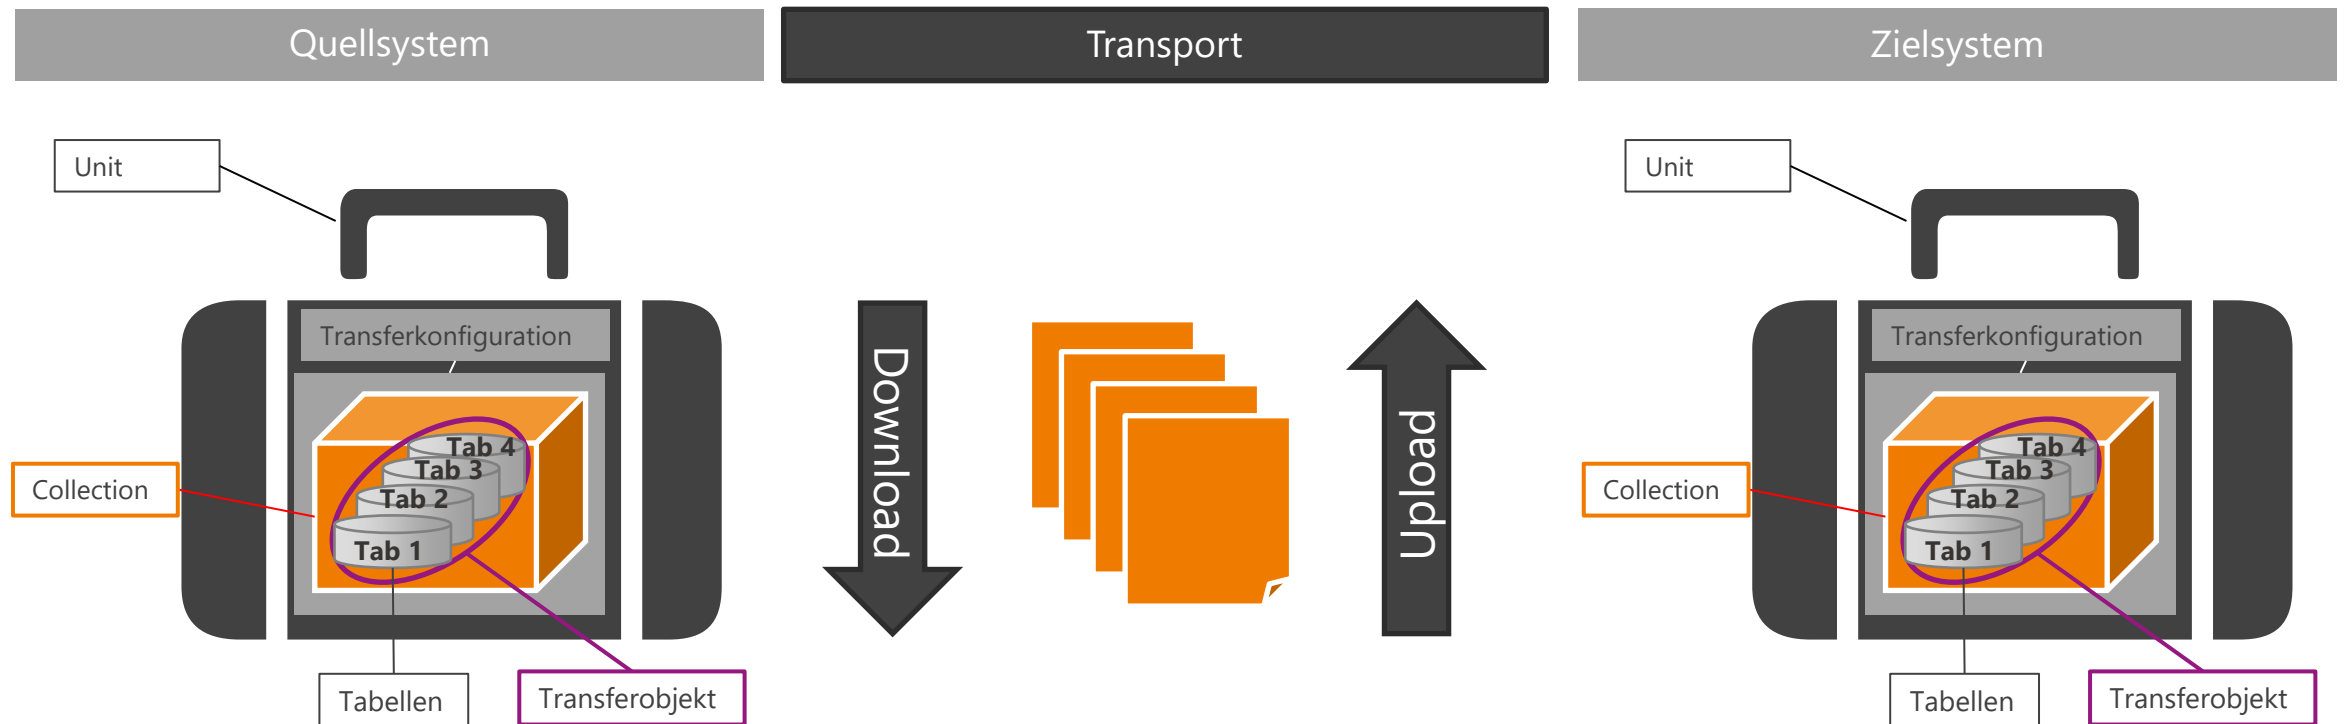 Quellsystem
Transport
Zielsystem
Unit
Transferkonfiguration
Tab 4
Tab 3
Tab 2
Tab 1
Collection
Tabellen
Transferobjekt
Download
Upload
Unit
Transferkonfiguration
Tab 4
Tab 3
Tab 2
Tab 1
Collection
Tabellen
Transferobjekt